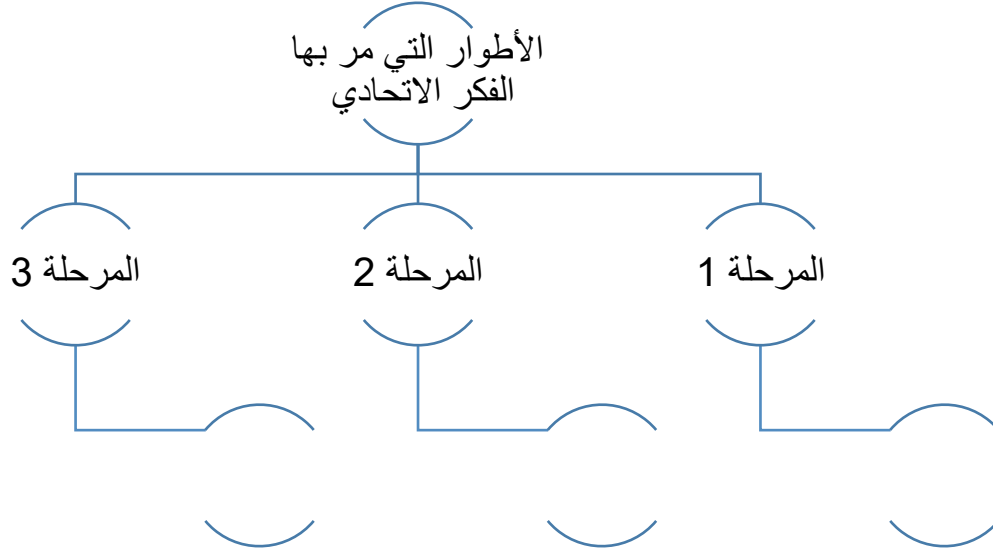 الأطوار التي مر بها
الفكر الاتحادي
المرحلة 1
المرحلة 2
المرحلة 3